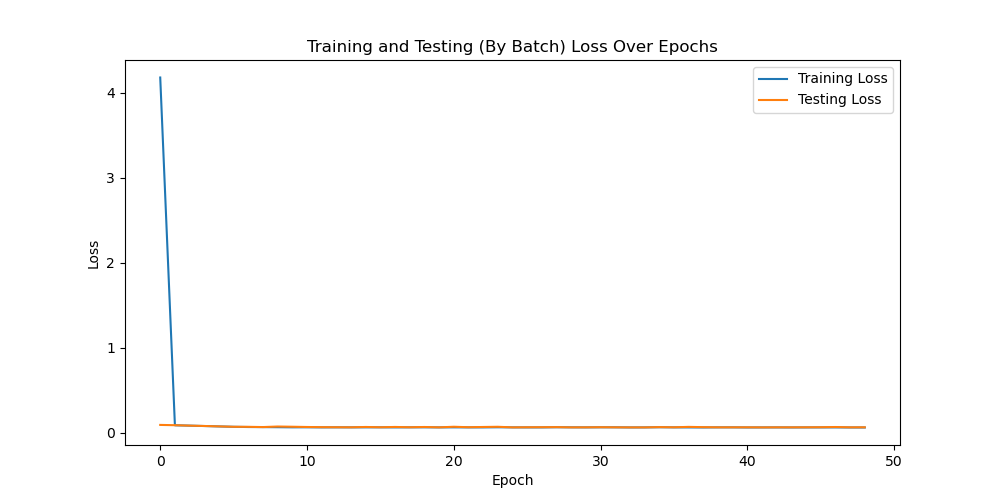 Training and Testing (By Batch) Loss Over Epochs
Training Loss
Testing Loss
Loss
4
3
2
1
0
0 10 20 30 40 50
Epoch